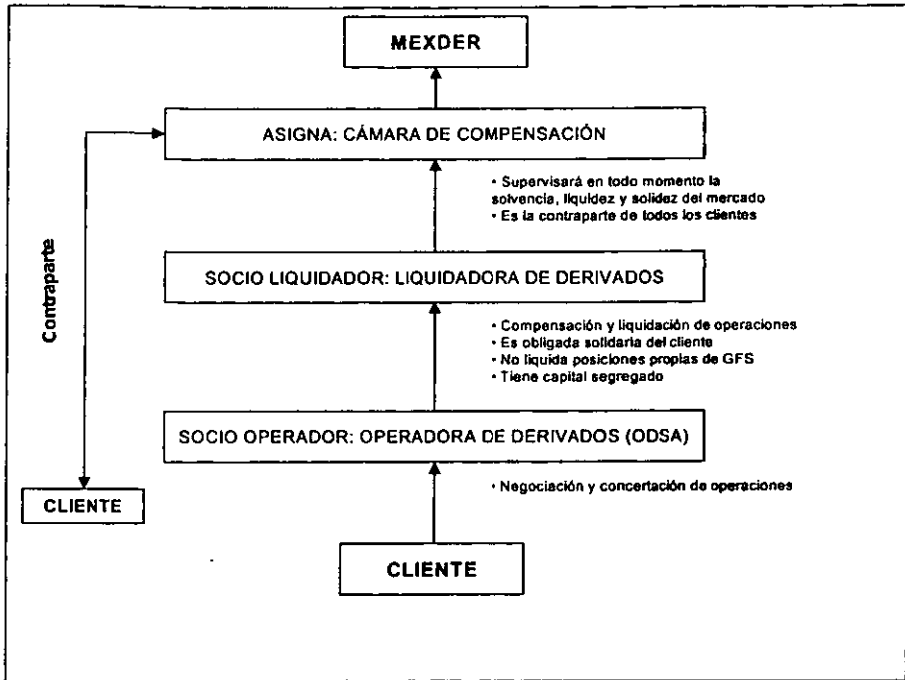 MEXDER
ASIGNA: CÁMARA DE COMPENSACIÓN
• Supervisará en todo momento la
solvencia, liquidez y solidez del mercado
• Es la contraparte de todos los clientes
Contraparte
SOCIO LIQUIDADOR: LIQUIDADORA DE DERIVADOS
• Compensación y liquidación de operaciones
• Es obligada solidaria del cliente
• No liquida posiciones propias de GFS
• Tiene capital segregado
SOCIO OPERADOR: OPERADORA DE DERIVADOS (ODSA)
• Negociación y concertación de operaciones
CLIENTE
CLIENTE